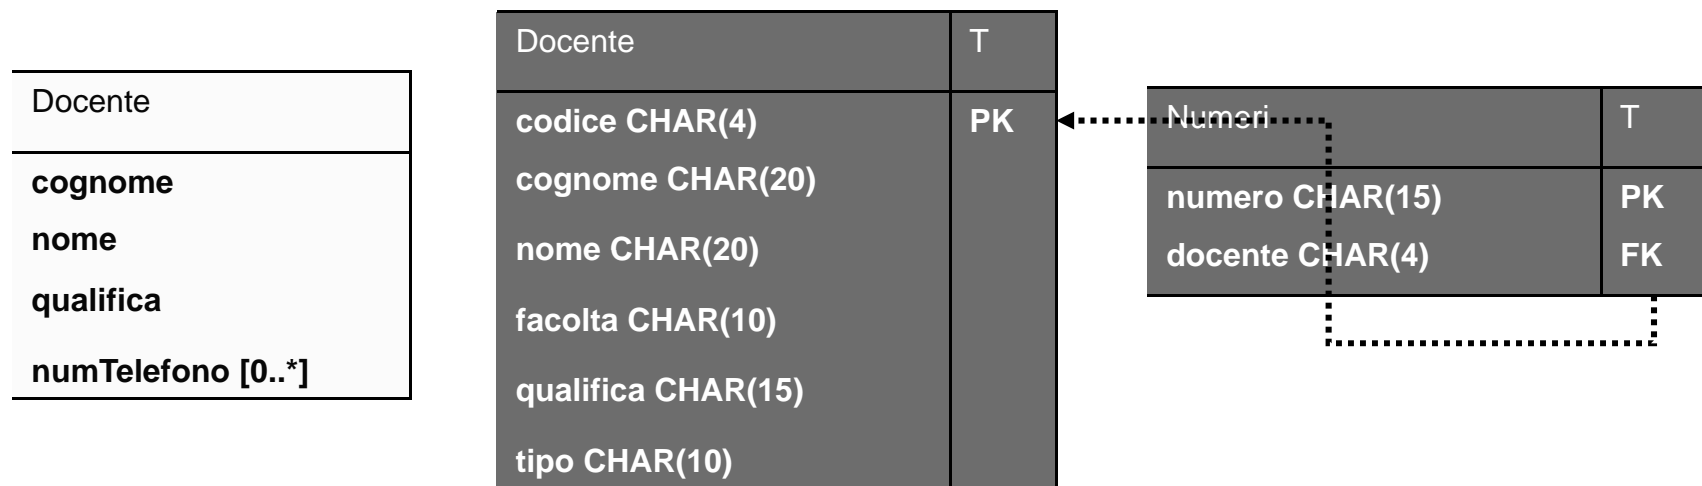 Docente
cognome
nome
qualifica
numTelefono [0..*]
Docente T
codice CHAR(4) PK
cognome CHAR(20)
nome CHAR(20)
facolta CHAR(10)
qualifica CHAR(15)
tipo CHAR(10)
Numeri T
numero CHAR(15) PK
docente CHAR(4) FK